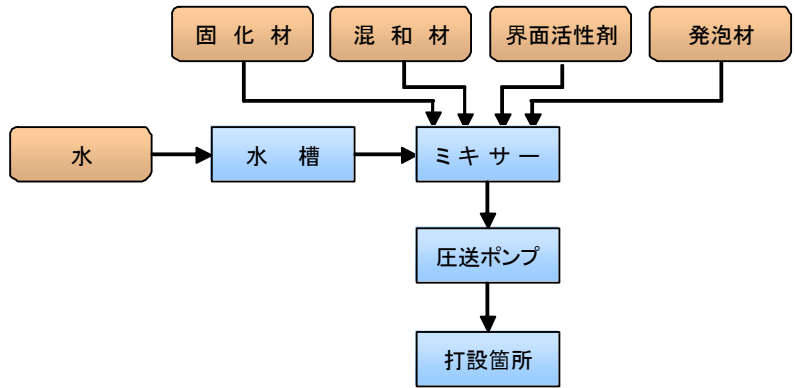 固 化 材
混 和 材
界面活性剤
発泡材
水
水 槽
ミ キ サ ー
圧送ポンプ
打設箇所